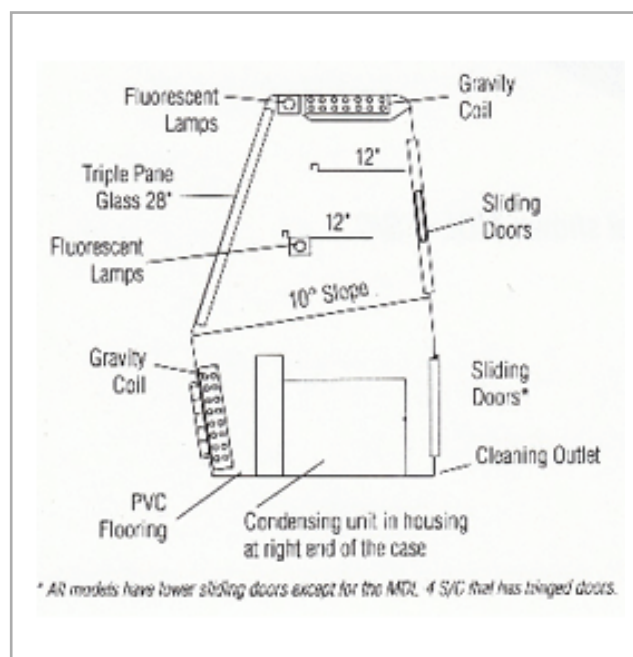 Fluorescent
Lamps
Gravity
Coil
12"
Triple Pane
Glass 28"
Sliding
Doors
12"
Fluorescent
Lamps
10° Slope
Gravity
Coil
Sliding
Doors*
Cleaning Outlet
PVC
Flooring
Condensing unit in housing
at right end of the case
* All models have lower sliding doors except for the MDL 4 S/C that has hinged doors.